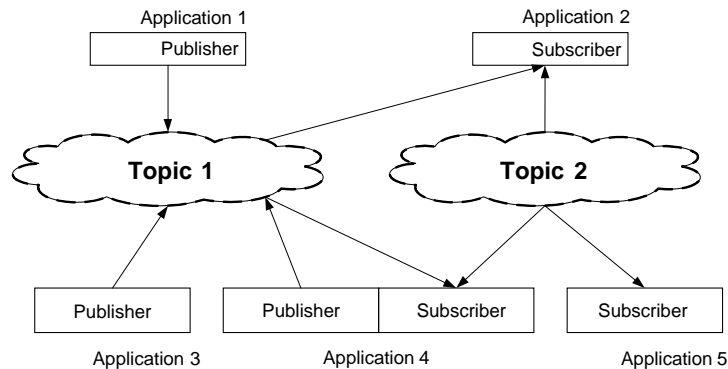 Application 1
Application 2
Publisher
Subscriber
Topic 1
Topic 2
Publisher
Publisher
Subscriber
Subscriber
Application 3
Application 4
Application 5